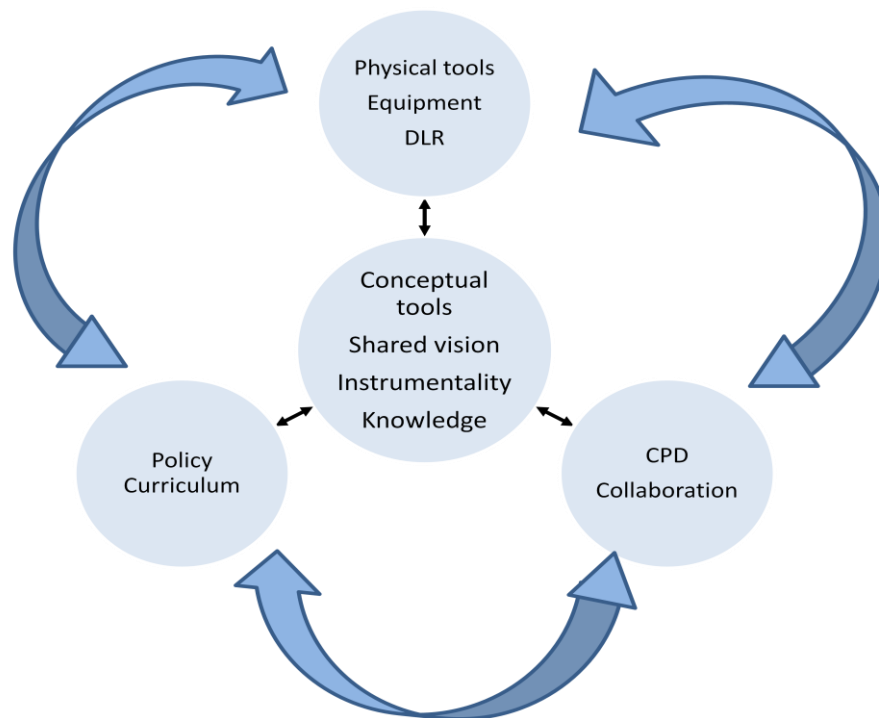 Physical tools
Equipment
DLR
Conceptual
tools
Shared vision
Instrumentality
Knowledge
Policy
Curriculum
CPD
Collaboration